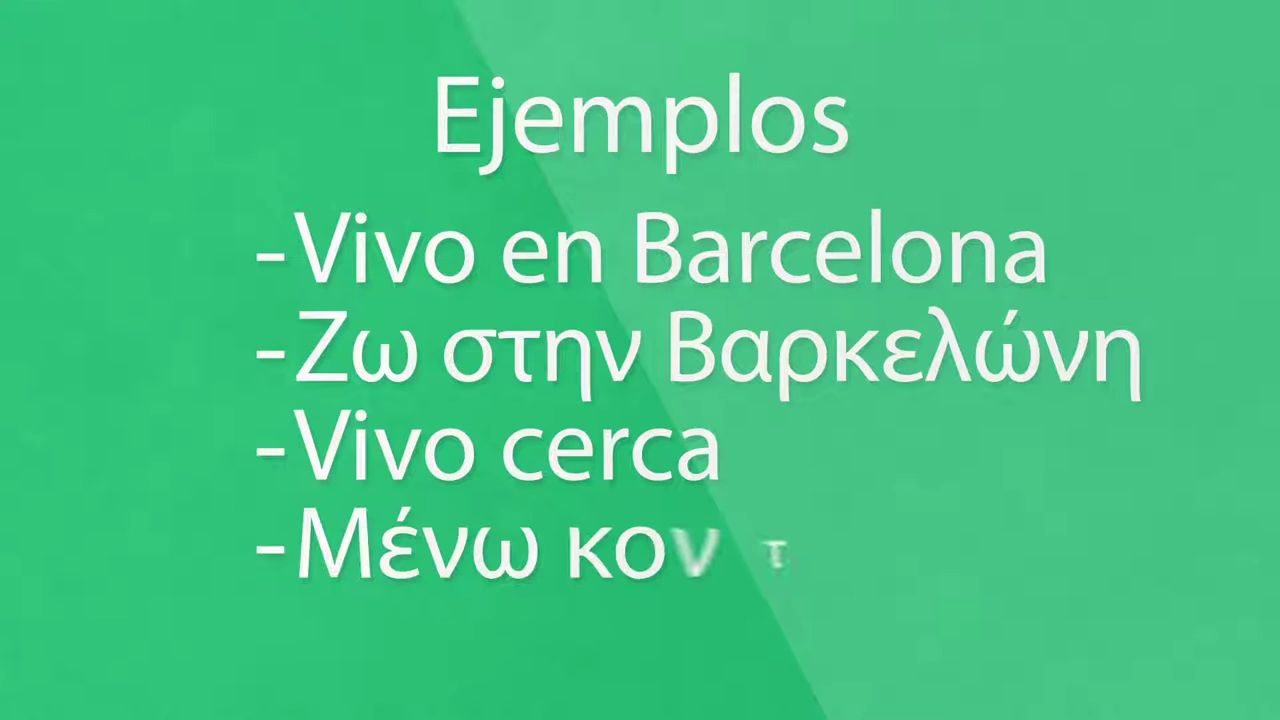 Ejemplos
-Vivo en Barcelona
-Ζω στην Βαρκελώνη
-Vivo cerca
-Μένω